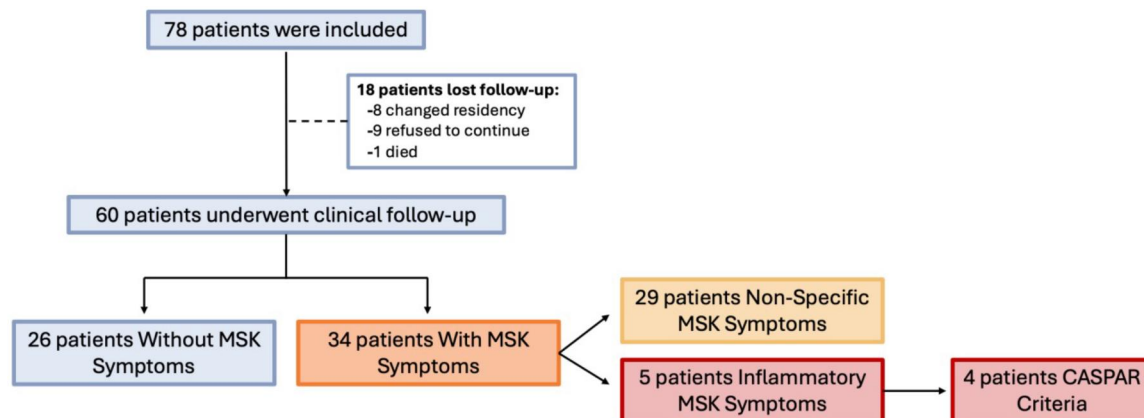 78 patients were included
18 patients lost follow-up:
-8 changed residency
-9 refused to continue
-1 died
60 patients underwent clinical follow-up
26 patients Without MSK
Symptoms
34 patients With MSK
Symptoms
29 patients Non-Specific
MSK Symptoms
5 patients Inflammatory
MSK Symptoms
4 patients CASPAR
Criteria